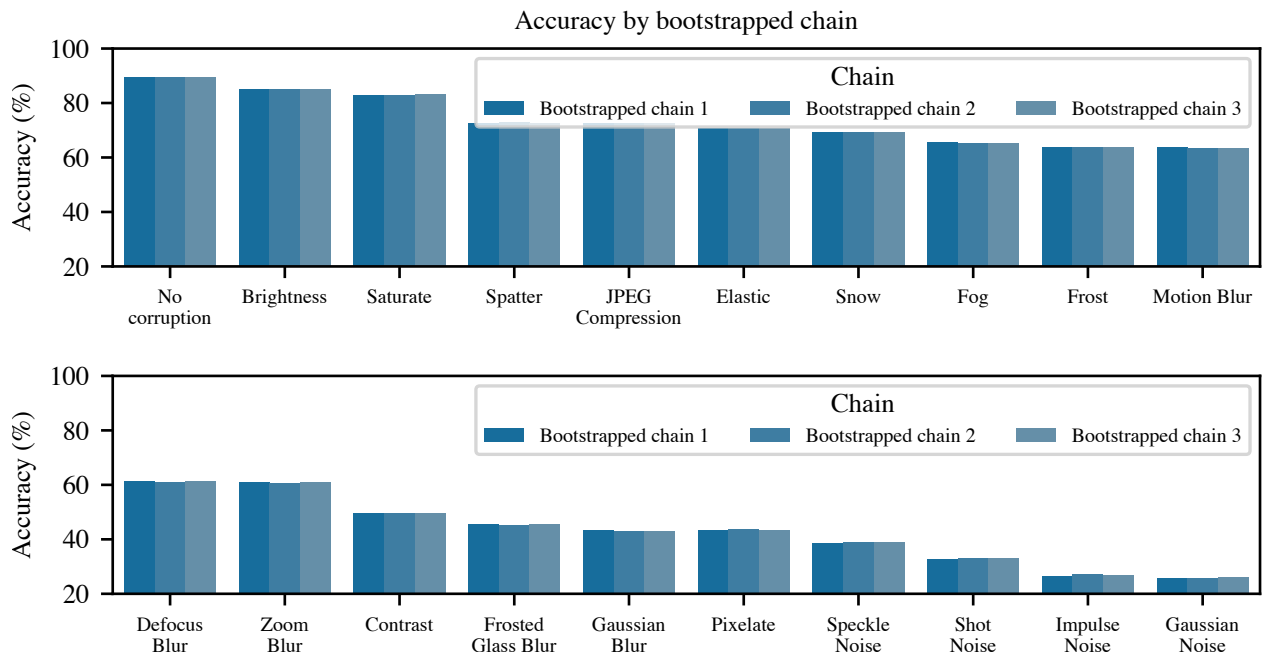 Accuracy by bootstrapped chain
Accuracy (%)
100
80
60
40
20
Chain
Bootstrapped chain 1
Bootstrapped chain 2
Bootstrapped chain 3
No
corruption
Brightness
Saturate
Spatter
JPEG
Compression
Elastic
Snow
Fog
Frost
Motion Blur
Accuracy (%)
100
80
60
40
20
Chain
Bootstrapped chain 1
Bootstrapped chain 2
Bootstrapped chain 3
Defocus
Blur
Zoom
Blur
Contrast
Frosted
Glass Blur
Gaussian
Blur
Pixelate
Speckle
Noise
Shot
Noise
Impulse
Noise
Gaussian
Noise